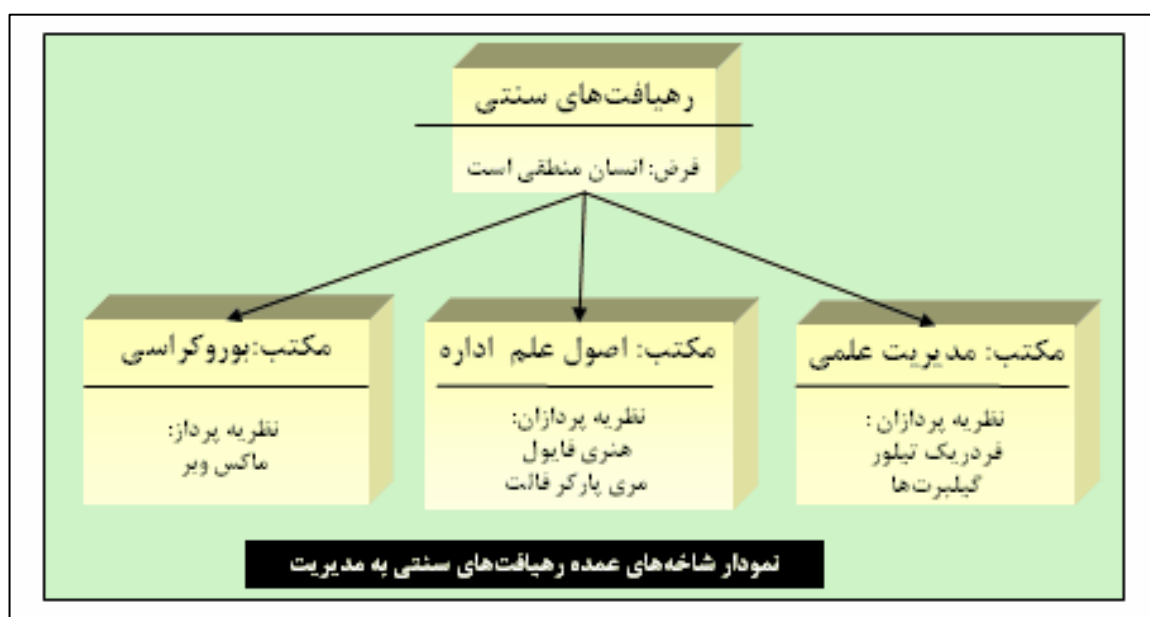 رهیافت‌های سنتی
فرض: انسان منطقی است
مکتب: مدیریت علمی
نظریه پردازان :
فردریک تیلور
گیلبرت‌ها
مکتب: اصول علم اداره
نظریه پردازان:
هنری فایول
مری پارکر فالت
مکتب:بوروکراسی
نظریه پرداز:
ماکس وبر
نمودار شاخه‌های عمده رهیافت‌های سنتی به مدیریت